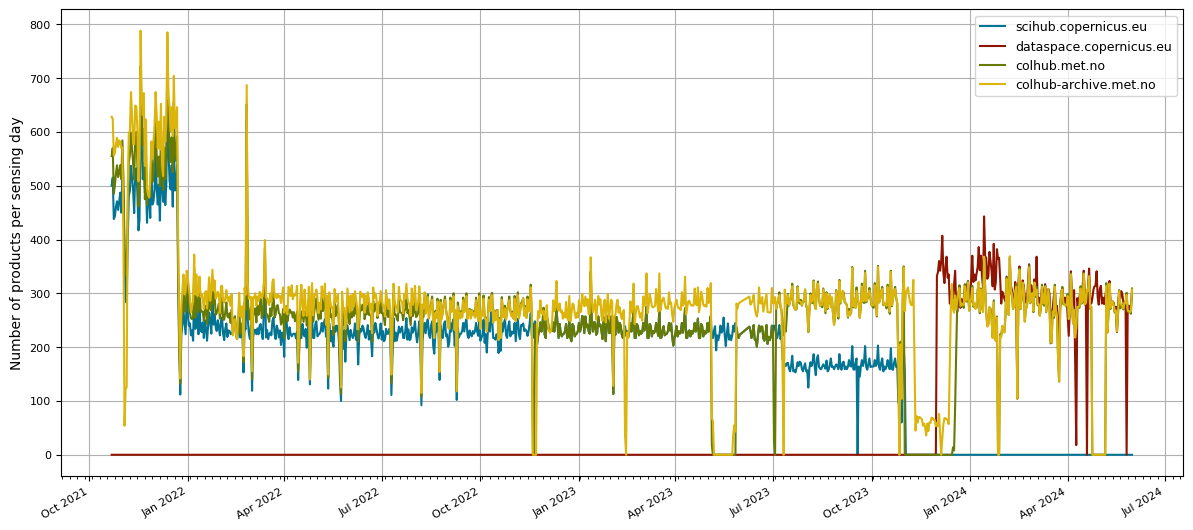 Number of products per sensing day
800
700
600
500
400
300
200
100
0
Oct 2021
Jan 2022
Apr 2022
Jul 2022
Oct 2022
Jan 2023
Apr 2023
Jul 2023
Oct 2023
Jan 2024
Apr 2024
Jul 2024
scihub.copernicus.eu
dataspace.copernicus.eu
colhub.met.no
colhub-archive.met.no